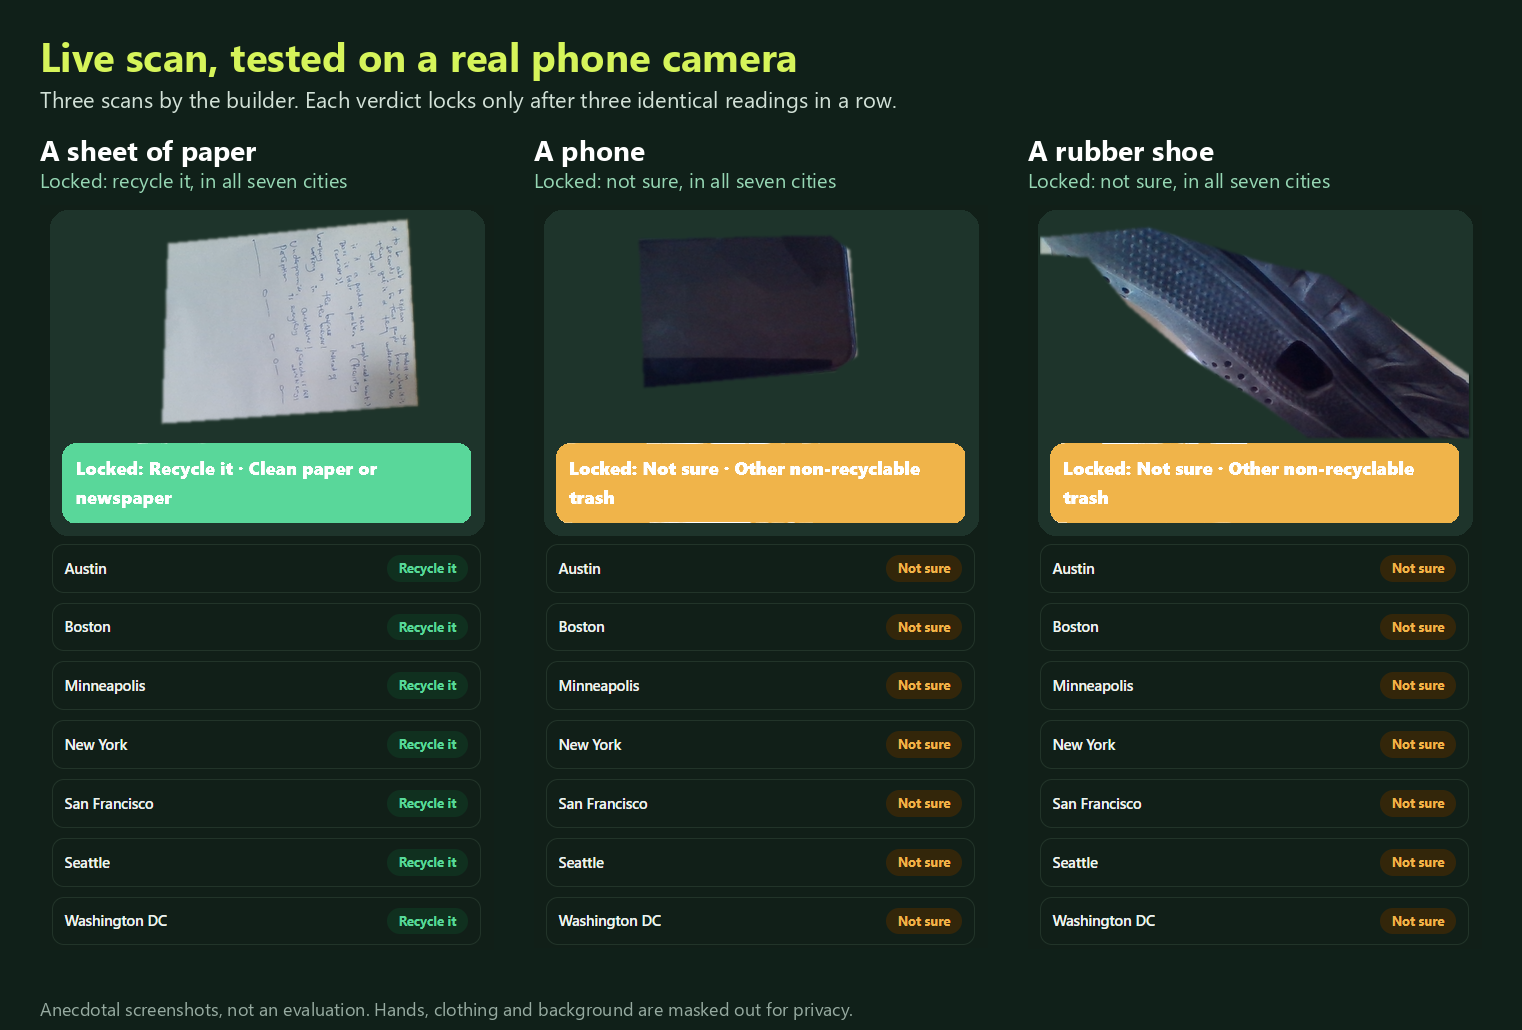 Live scan, tested on a real phone camera
Three scans by the builder. Each verdict locks only after three identical readings in a row.
A sheet of paper
Locked: recycle it, in all seven cities
Locked: Recycle it · Clean paper or
newspaper
Austin Recycle it
Boston Recycle it
Minneapolis Recycle it
New York Recycle it
San Francisco Recycle it
Seattle Recycle it
Washington DC Recycle it
A phone
Locked: not sure, in all seven cities
Locked: Not sure · Other non-recyclable
trash
Austin Not sure
Boston Not sure
Minneapolis Not sure
New York Not sure
San Francisco Not sure
Seattle Not sure
Washington DC Not sure
A rubber shoe
Locked: not sure, in all seven cities
Locked: Not sure · Other non-recyclable
trash
Austin Not sure
Boston Not sure
Minneapolis Not sure
New York Not sure
San Francisco Not sure
Seattle Not sure
Washington DC Not sure
Anecdotal screenshots, not an evaluation. Hands, clothing and background are masked out for privacy.